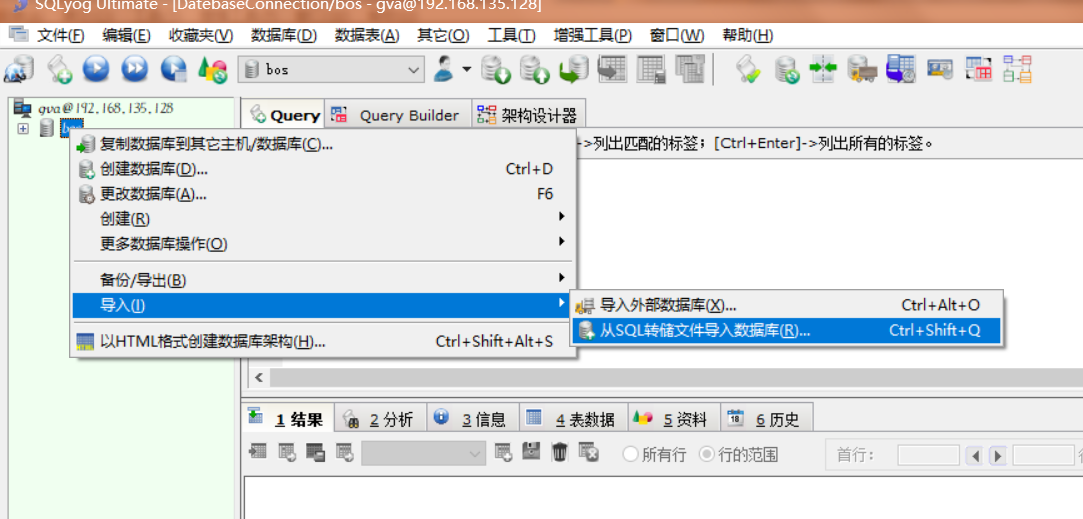 SQLyog Ultimate - [DatebaseConnection/bos - gva@192.168.135.128]
文件(F) 编辑(E) 收藏夹(V) 数据库(D) 数据表(A) 其它(O) 工具(T) 增强工具(P) 窗口(W) 帮助(H)
bos
gva@192.168.135.128
Query Query Builder 架构设计器
->列出匹配的标签；[Ctrl+Enter]->列出所有的标签。
复制数据库到其它主机/数据库(C)...
创建数据库(D)... Ctrl+D
更改数据库(A)... F6
创建(R)
更多数据库操作(O)
备份/导出(B)
导入(I)
导入外部数据库(X)... Ctrl+Alt+O
从SQL转储文件导入数据库(R)... Ctrl+Shift+Q
以HTML格式创建数据库架构(H)... Ctrl+Shift+Alt+S
1 结果 2 分析 3 信息 4 表数据 5 资料 6 历史
所有行 行的范围 首行: